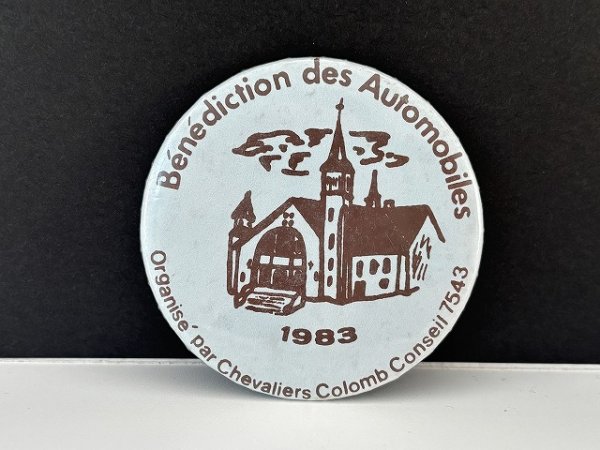 Bénédiction des Automobiles
1983
Organisé par Chevaliers Colomb Conseil 7543